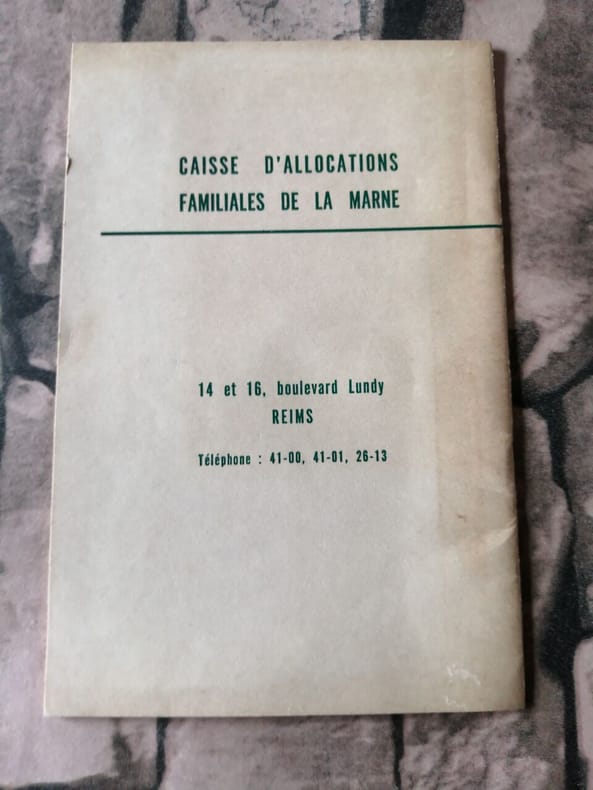 CAISSE D'ALLOCATIONS
FAMILIALES DE LA MARNE
14 et 16, boulevard Lundy
REIMS
Téléphone : 41-00, 41-01, 26-13